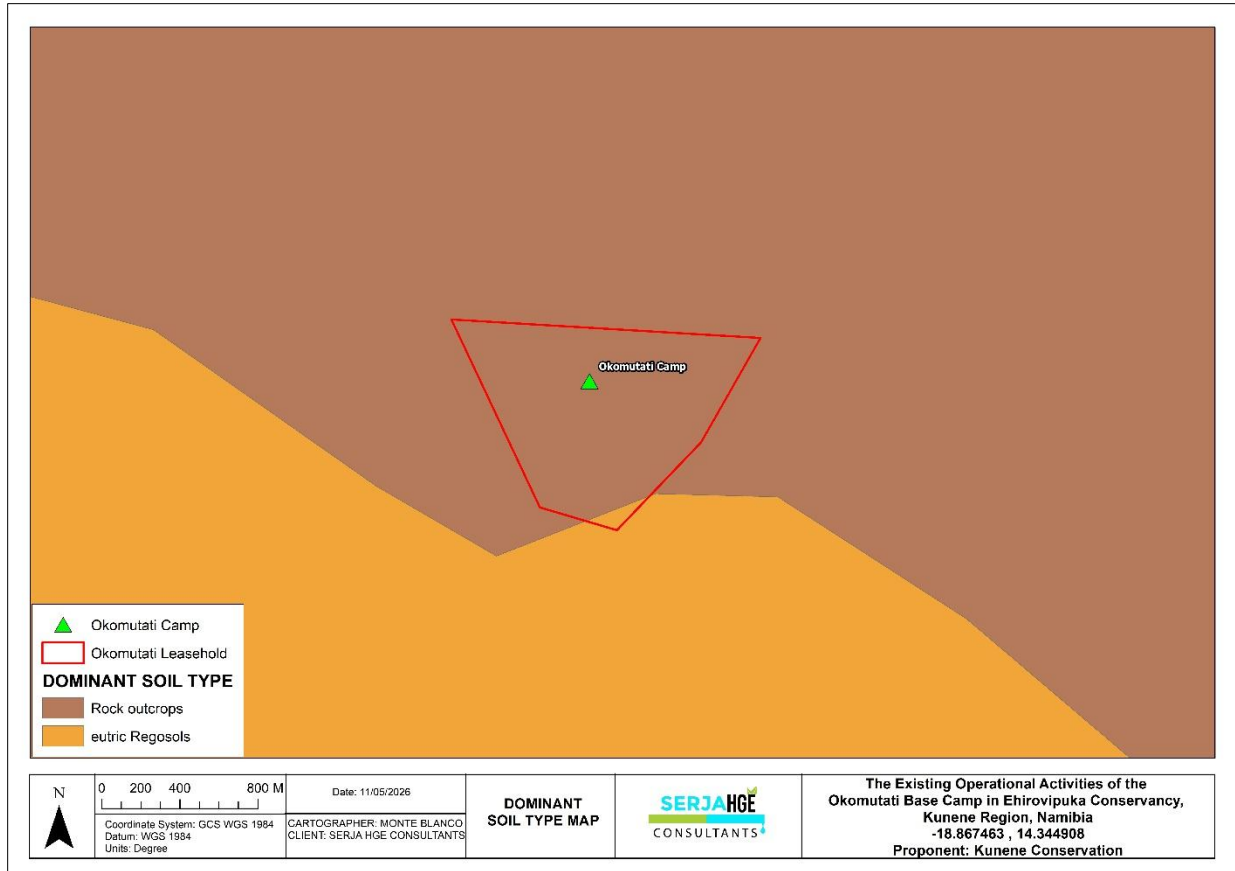 Okomutati Camp
Okomutati Camp
Okomutati Leasehold
DOMINANT SOIL TYPE
Rock outcrops
eutric Regosols
N
0 200 400 800 M
Coordinate System: GCS WGS 1984
Datum: WGS 1984
Units: Degree
Date: 11/05/2026
CARTOGRAPHER: MONTE BLANCO
CLIENT: SERJA HGE CONSULTANTS
DOMINANT
SOIL TYPE MAP
SERJAHGE
CONSULTANTS
The Existing Operational Activities of the
Okomutati Base Camp in Ehirovipuka Conservancy,
Kunene Region, Namibia
-18.867463 , 14.344908
Proponent: Kunene Conservation